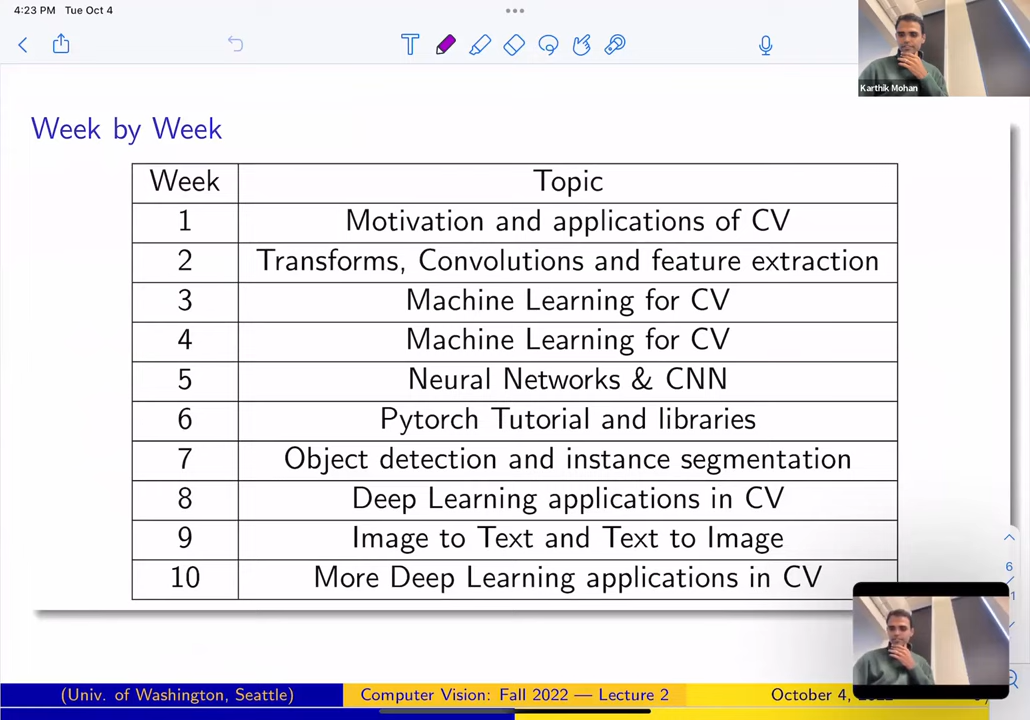 4:23 PM Tue Oct 4
Karthik Mohan
Week by Week
Week Topic
1 Motivation and applications of CV
2 Transforms, Convolutions and feature extraction
3 Machine Learning for CV
4 Machine Learning for CV
5 Neural Networks & CNN
6 Pytorch Tutorial and libraries
7 Object detection and instance segmentation
8 Deep Learning applications in CV
9 Image to Text and Text to Image
10 More Deep Learning applications in CV
6
(Univ. of Washington, Seattle) Computer Vision: Fall 2022 — Lecture 2 October 4,